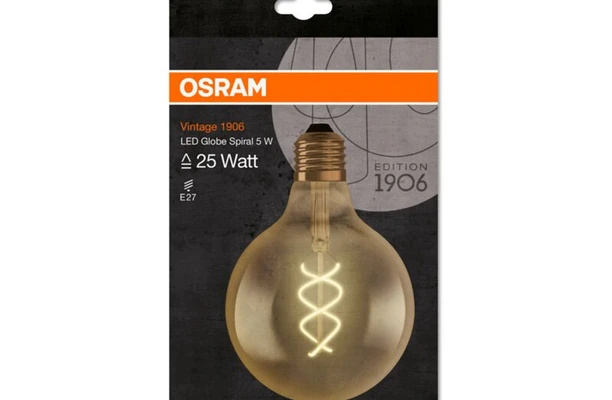 OSRAM
Vintage 1906
LED Globe Spiral 5 W
≙ 25 Watt
E27
EDITION
1906